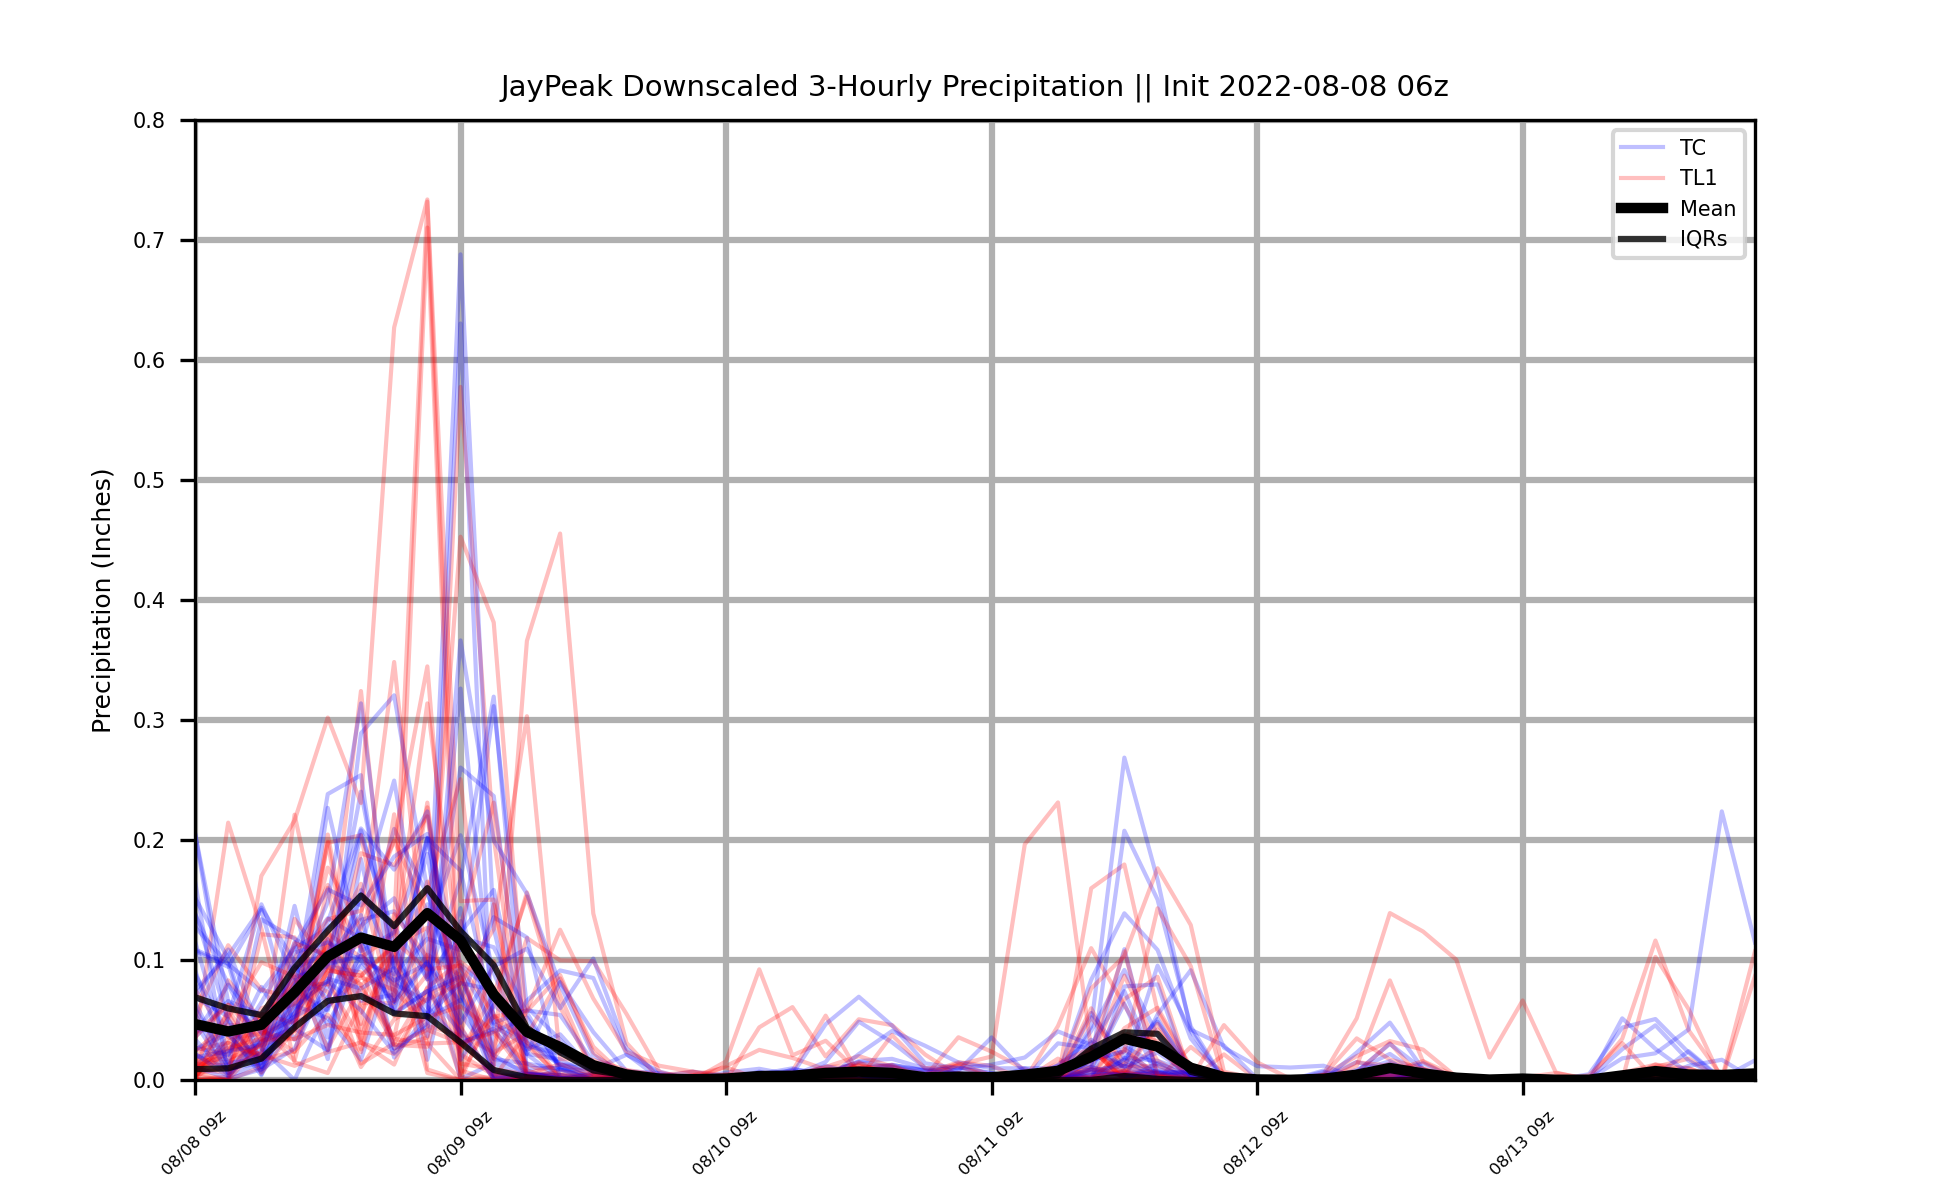 JayPeak Downscaled 3-Hourly Precipitation || Init 2022-08-08 06z
TC
TL1
Mean
IQRs
Precipitation (Inches)
0.8
0.7
0.6
0.5
0.4
0.3
0.2
0.1
0.0
08/08 09z
08/09 09z
08/10 09z
08/11 09z
08/12 09z
08/13 09z